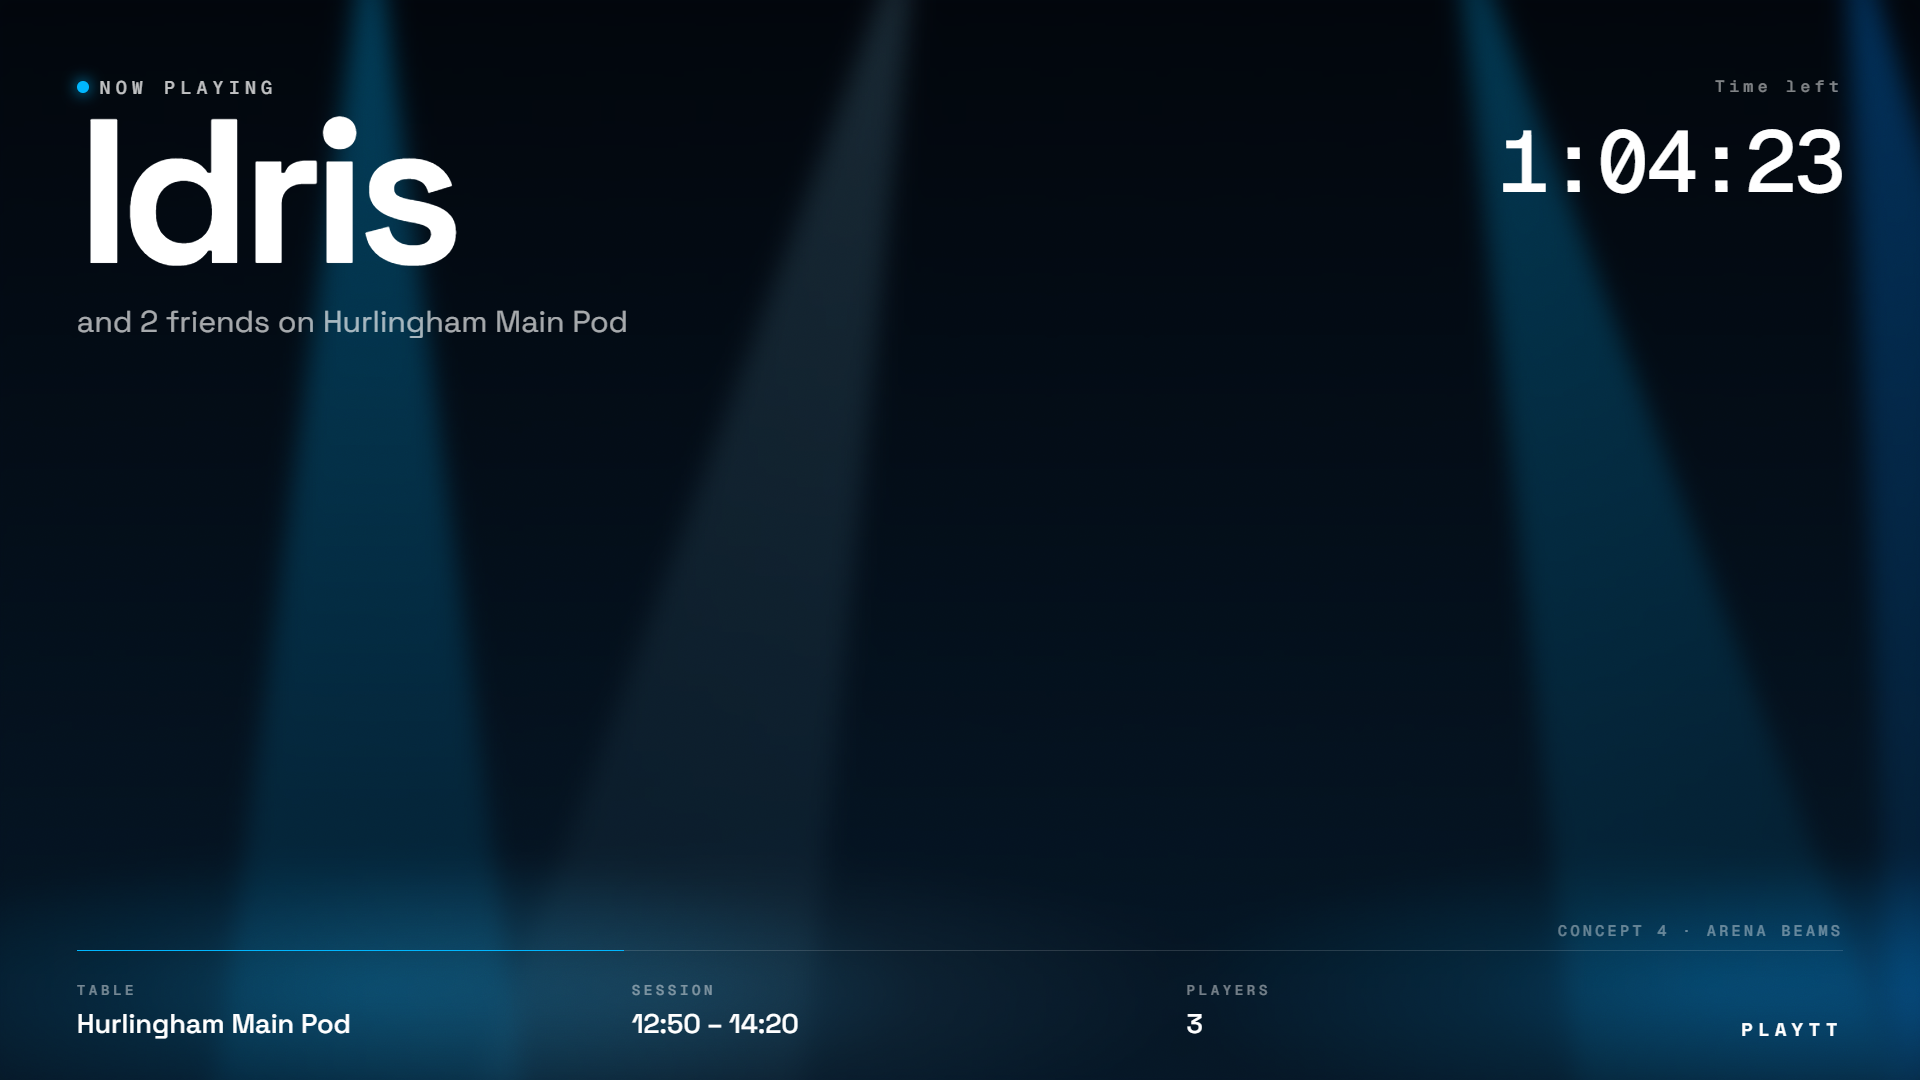 NOW PLAYING
Idris
and 2 friends on Hurlingham Main Pod
Time left
1:04:23
CONCEPT 4 · ARENA BEAMS
TABLE
Hurlingham Main Pod
SESSION
12:50 – 14:20
PLAYERS
3
PLAYTT